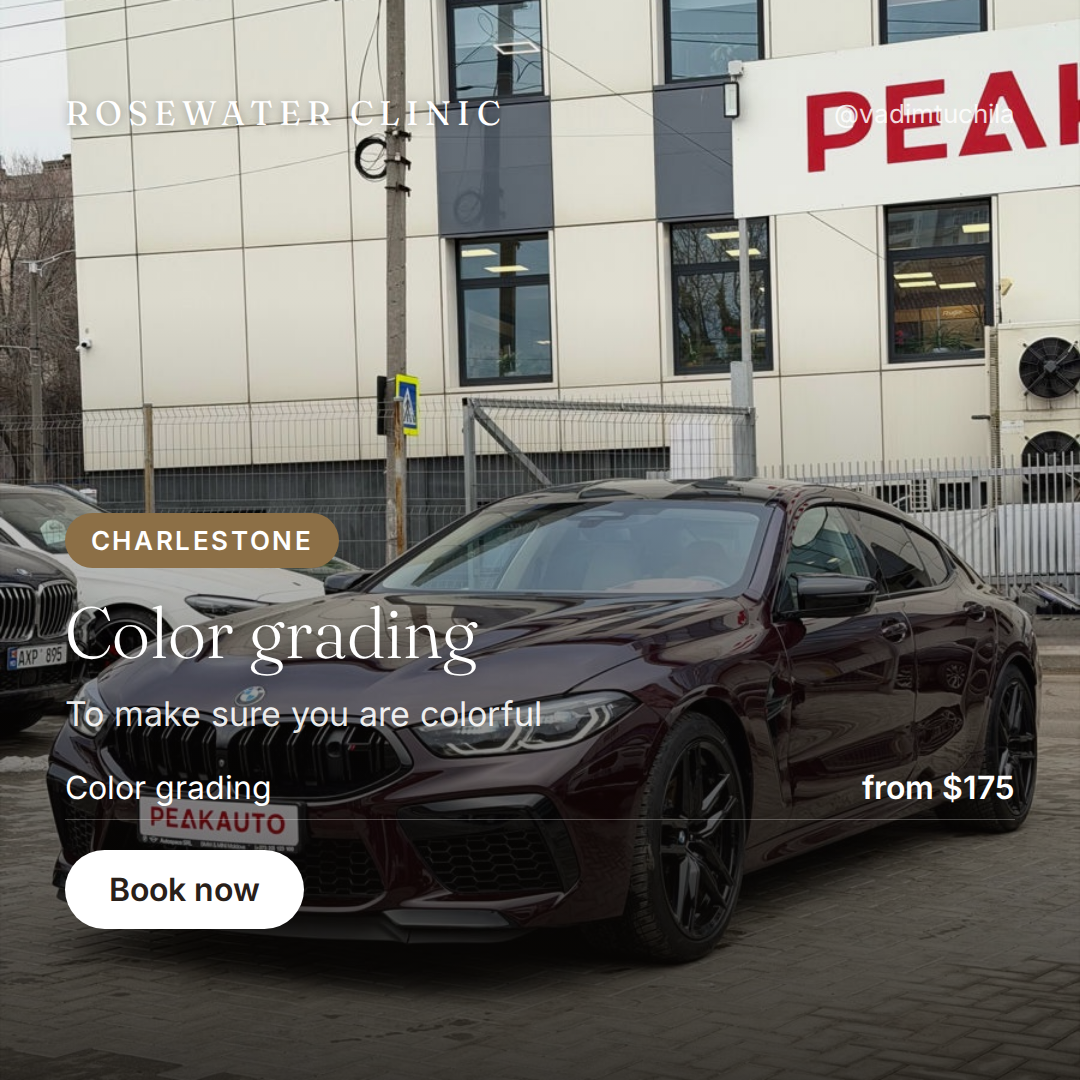 ROSEWATER CLINIC
@vadimtuchila
PEAK
CHARLESTONE
Color grading
To make sure you are colorful
AXP 895
Color grading
from $175
PEAKAUTO
Book now